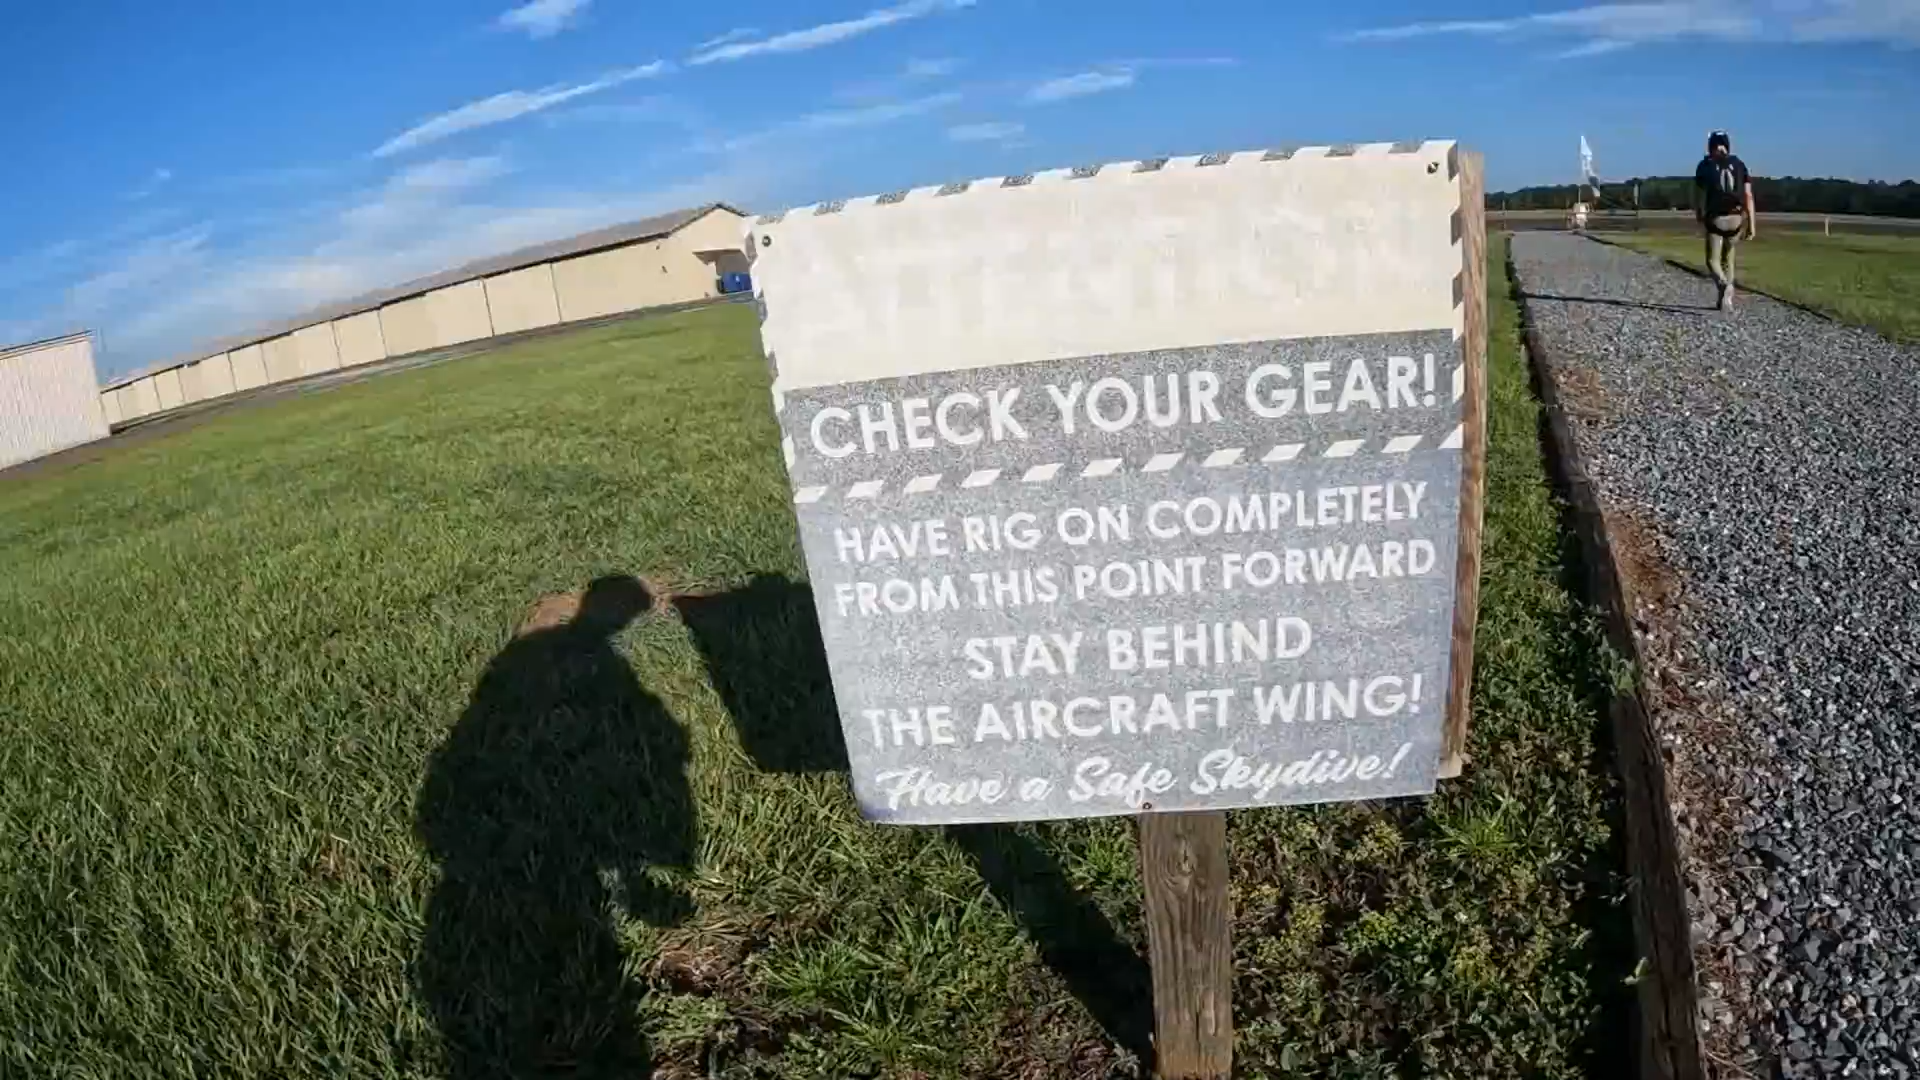 ATTENTION!
CHECK YOUR GEAR!
HAVE RIG ON COMPLETELY
FROM THIS POINT FORWARD
STAY BEHIND
THE AIRCRAFT WING!
Have a Safe Skydive!